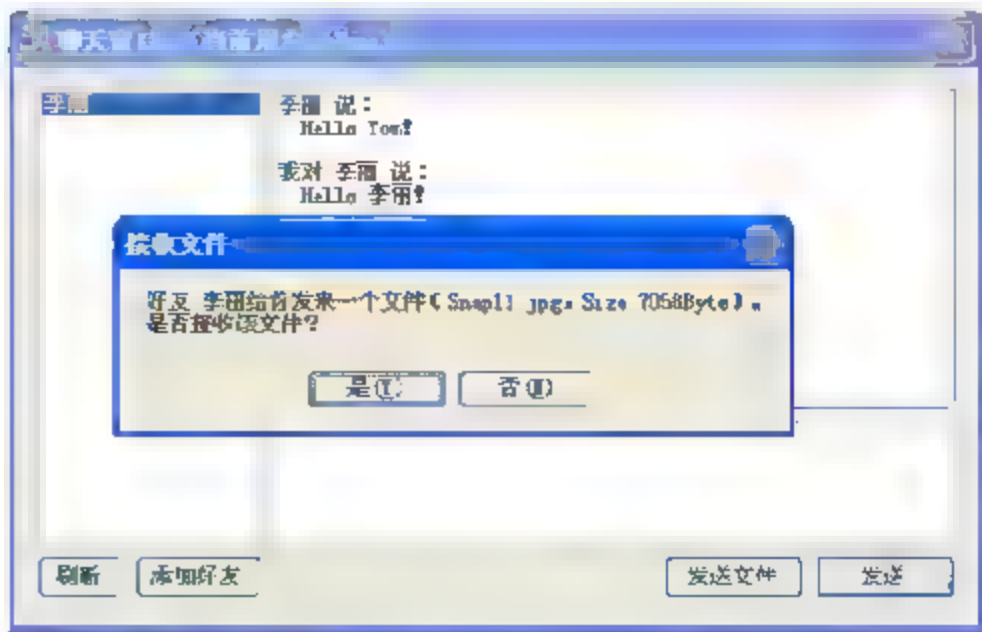 李丽
李丽 说：
Hello Tom!
我对 李丽 说：
Hello 李丽!
接收文件
好友 李丽给你发来一个文件( .jpg, Size 7058Byte)。
是否接收该文件？
是(Y)
否(N)
刷新
添加好友
发送文件
发送